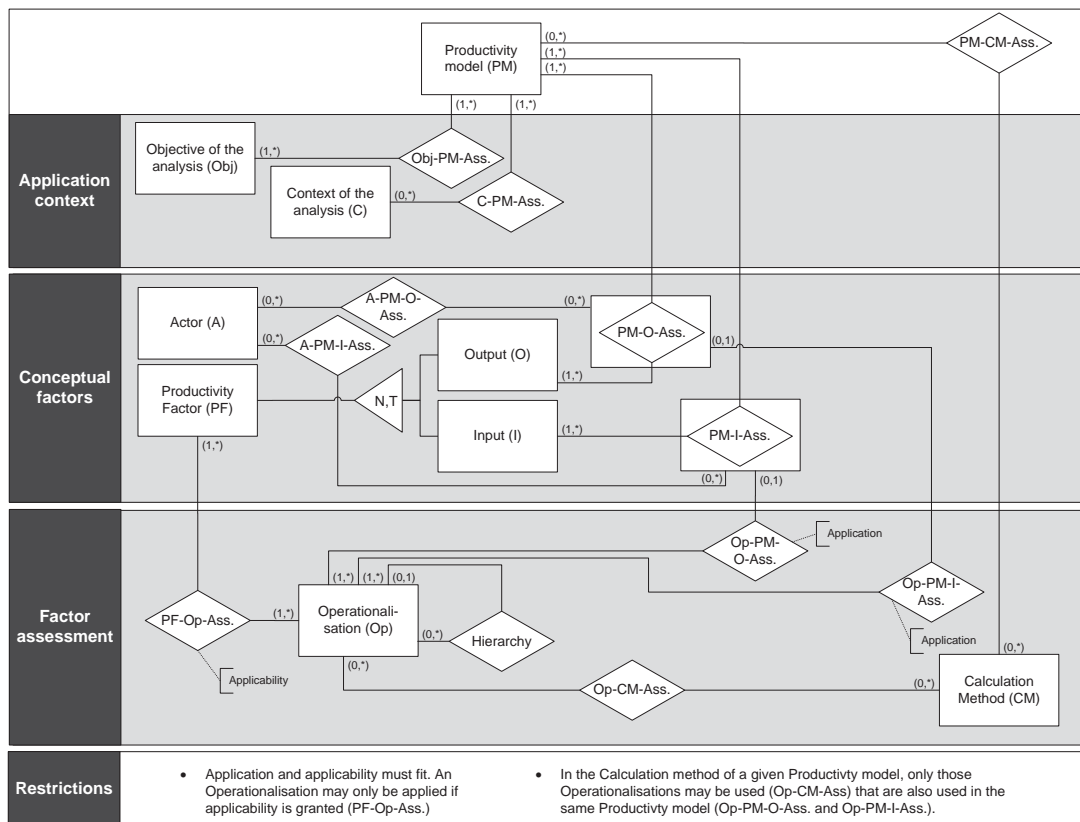 Productivity
model (PM)
(0,*)
(1,*)
(1,*)
PM-CM-Ass.
(1,*)
(1,*)
Application
context
Objective of the
analysis (Obj)
(1,*)
Obj-PM-Ass.
Context of the
analysis (C)
(0,*)
C-PM-Ass.
Conceptual
factors
Actor (A)
(0,*)
(0,*)
A-PM-O-
Ass.
(0,*)
A-PM-I-Ass.
PM-O-Ass.
(0,1)
Output (O)
(1,*)
Productivity
Factor (PF)
N,T
(1,*)
Input (I)
(1,*)
PM-I-Ass.
(0,*)
(0,1)
Factor
assessment
Op-PM-
O-Ass.
Application
Op-PM-I-
Ass.
Application
PF-Op-Ass.
Applicability
(1,*)
(1,*)
(1,*)
(0,1)
Operationali-
sation (Op)
(0,*)
Hierarchy
(0,*)
Op-CM-Ass.
(0,*)
(0,*)
Calculation
Method (CM)
Restrictions
• Application and applicability must fit. An
Operationalisation may only be applied if
applicability is granted (PF-Op-Ass.)
• In the Calculation method of a given Productivty model, only those
Operationalisations may be used (Op-CM-Ass) that are also used in the
same Productivty model (Op-PM-O-Ass. and Op-PM-I-Ass.).